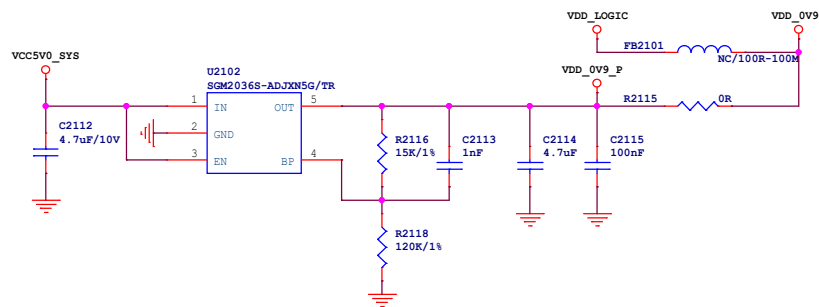 VDD_LOGIC
VDD_0V9
FB2101
NC/100R-100M
VCC5V0_SYS
U2102
SGM2036S-ADJXN5G/TR
VDD_0V9_P
1 IN OUT 5
R2115 0R
2 GND
C2112
4.7uF/10V
R2116
15K/1%
C2113
1nF
C2114
4.7uF
C2115
100nF
3 EN BP 4
R2118
120K/1%